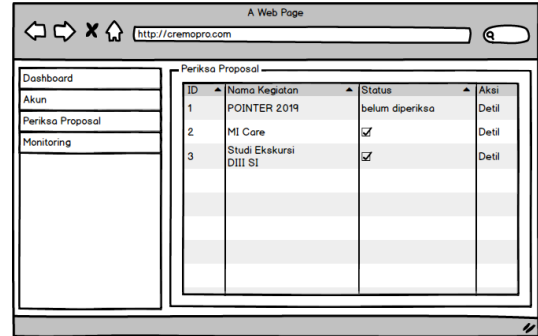 A Web Page
http://cremopro.com
Dashboard
Akun
Periksa Proposal
Monitoring
Periksa Proposal
ID Nama Kegiatan Status Aksi
1 POINTER 2019 belum diperiksa Detil
2 MI Care Detil
3 Studi Ekskursi Detil
DIII SI